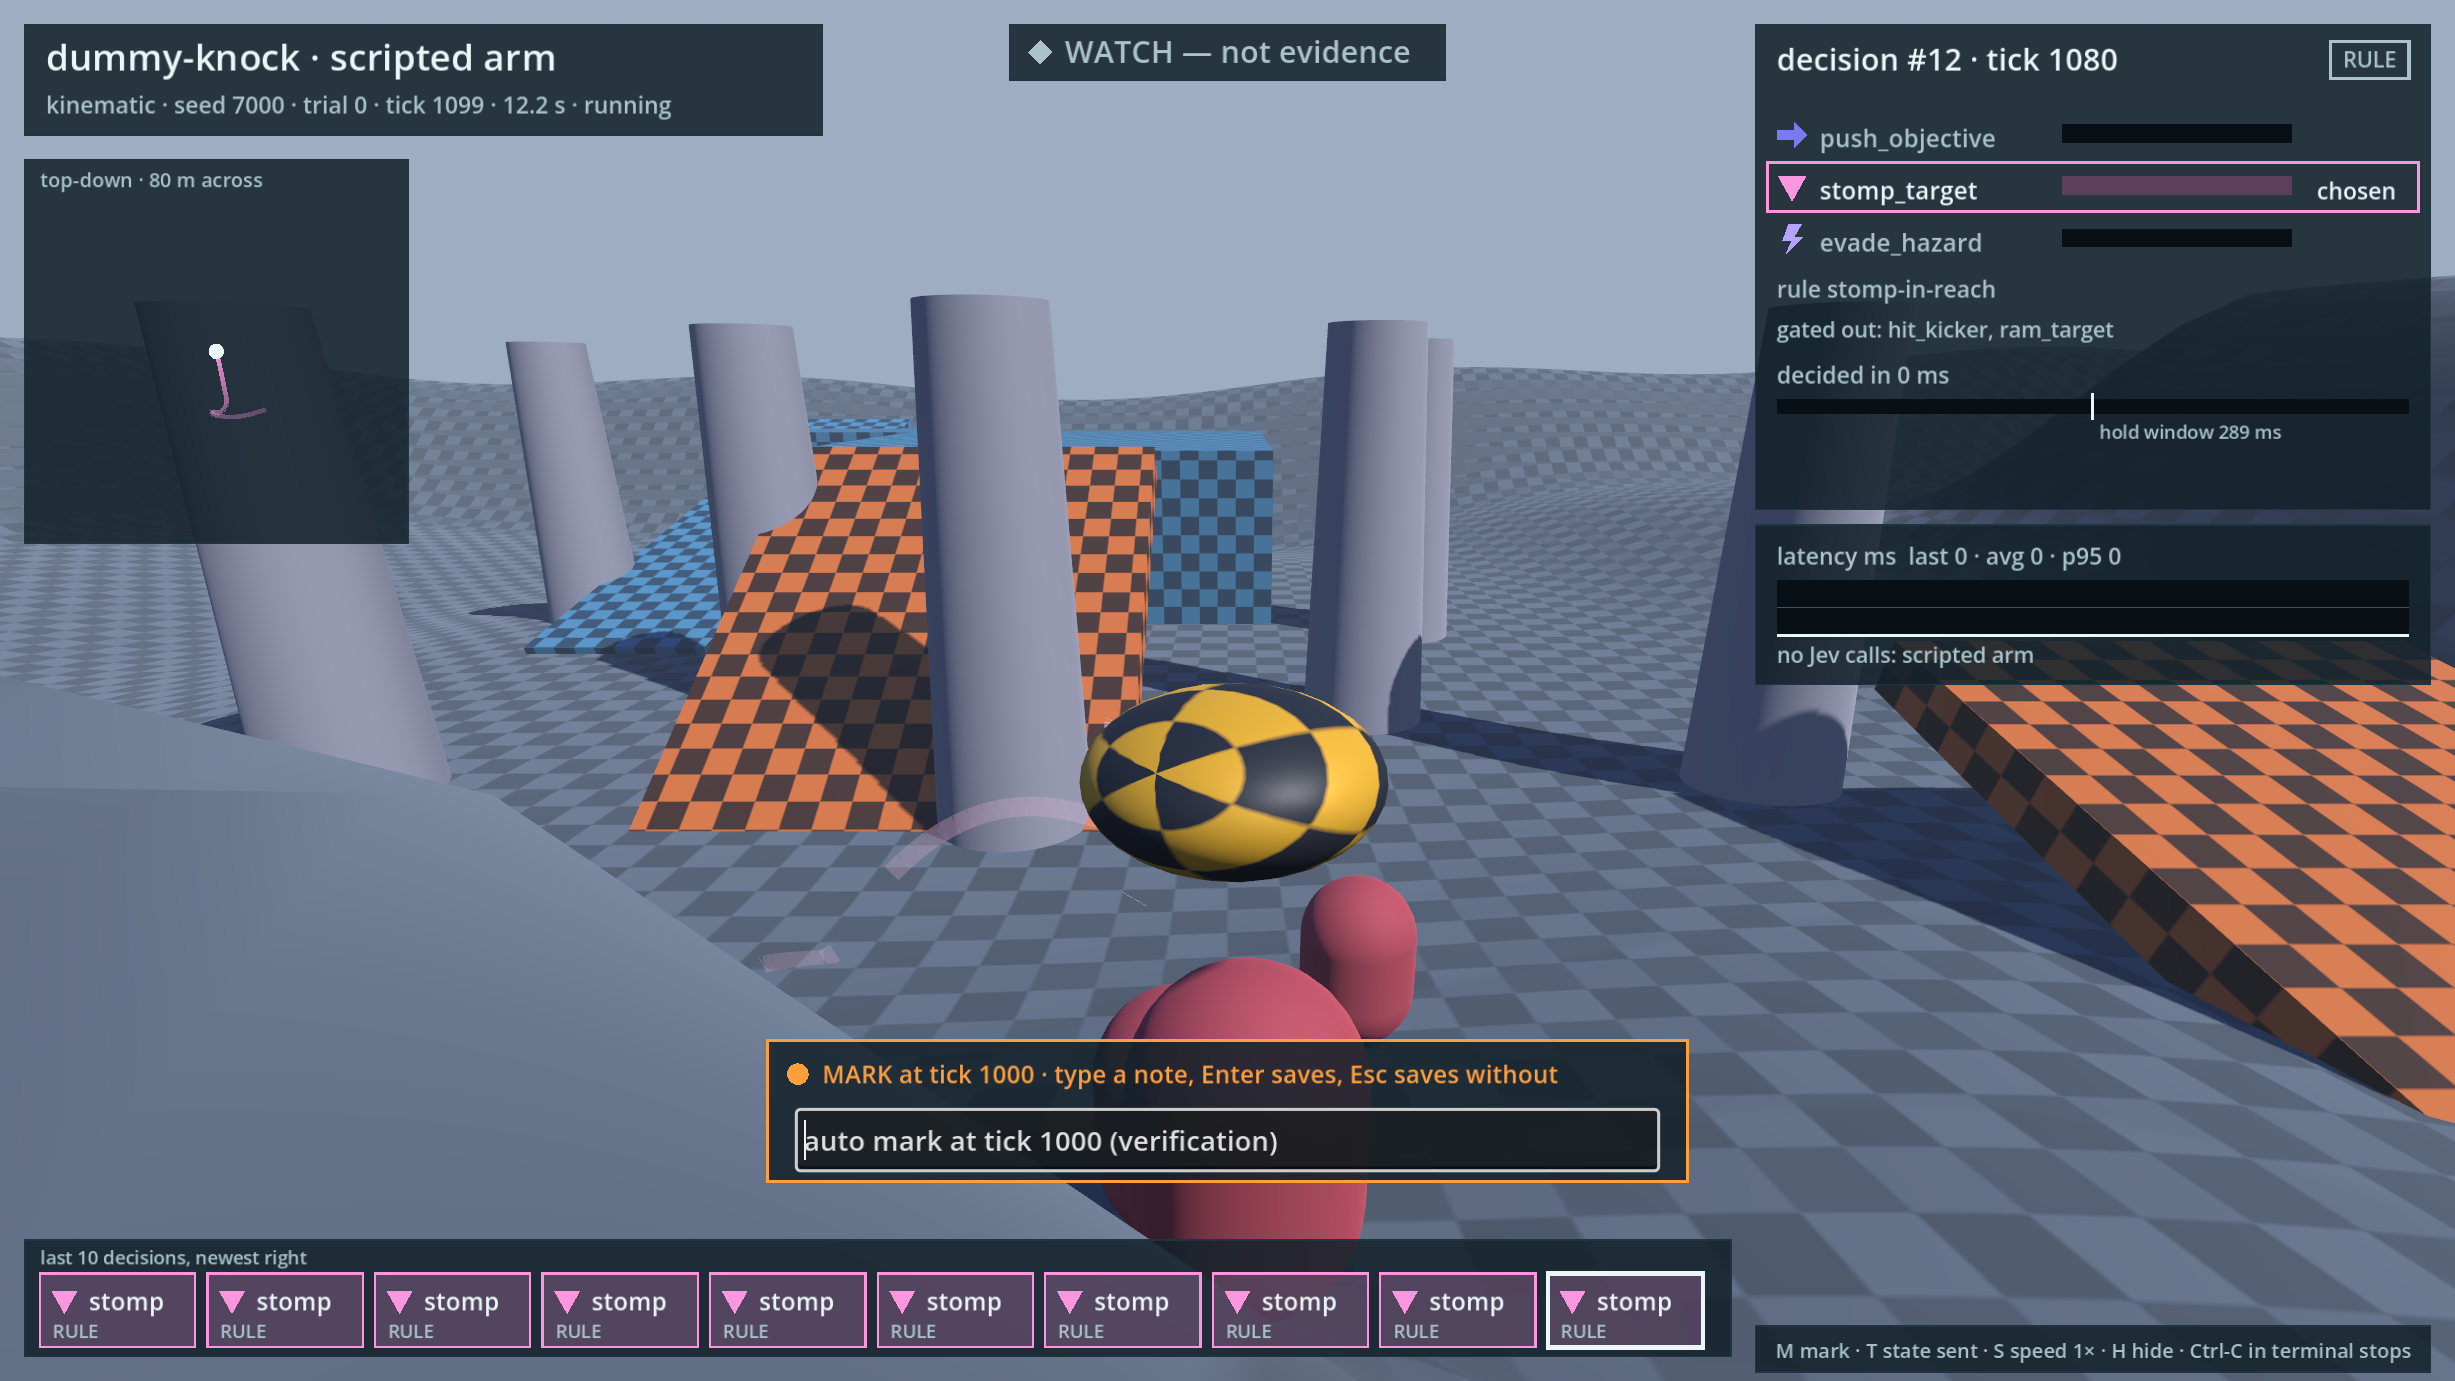 dummy-knock · scripted arm
kinematic · seed 7000 · trial 0 · tick 1099 · 12.2 s · running
WATCH — not evidence
top-down · 80 m across
decision #12 · tick 1080
RULE
push_objective
stomp_target
chosen
evade_hazard
rule stomp-in-reach
gated out: hit_kicker, ram_target
decided in 0 ms
hold window 289 ms
latency ms last 0 · avg 0 · p95 0
no Jev calls: scripted arm
MARK at tick 1000 · type a note, Enter saves, Esc saves without
auto mark at tick 1000 (verification)
last 10 decisions, newest right
stomp
RULE
stomp
RULE
stomp
RULE
stomp
RULE
stomp
RULE
stomp
RULE
stomp
RULE
stomp
RULE
stomp
RULE
stomp
RULE
M mark · T state sent · S speed 1× · H hide · Ctrl-C in terminal stops